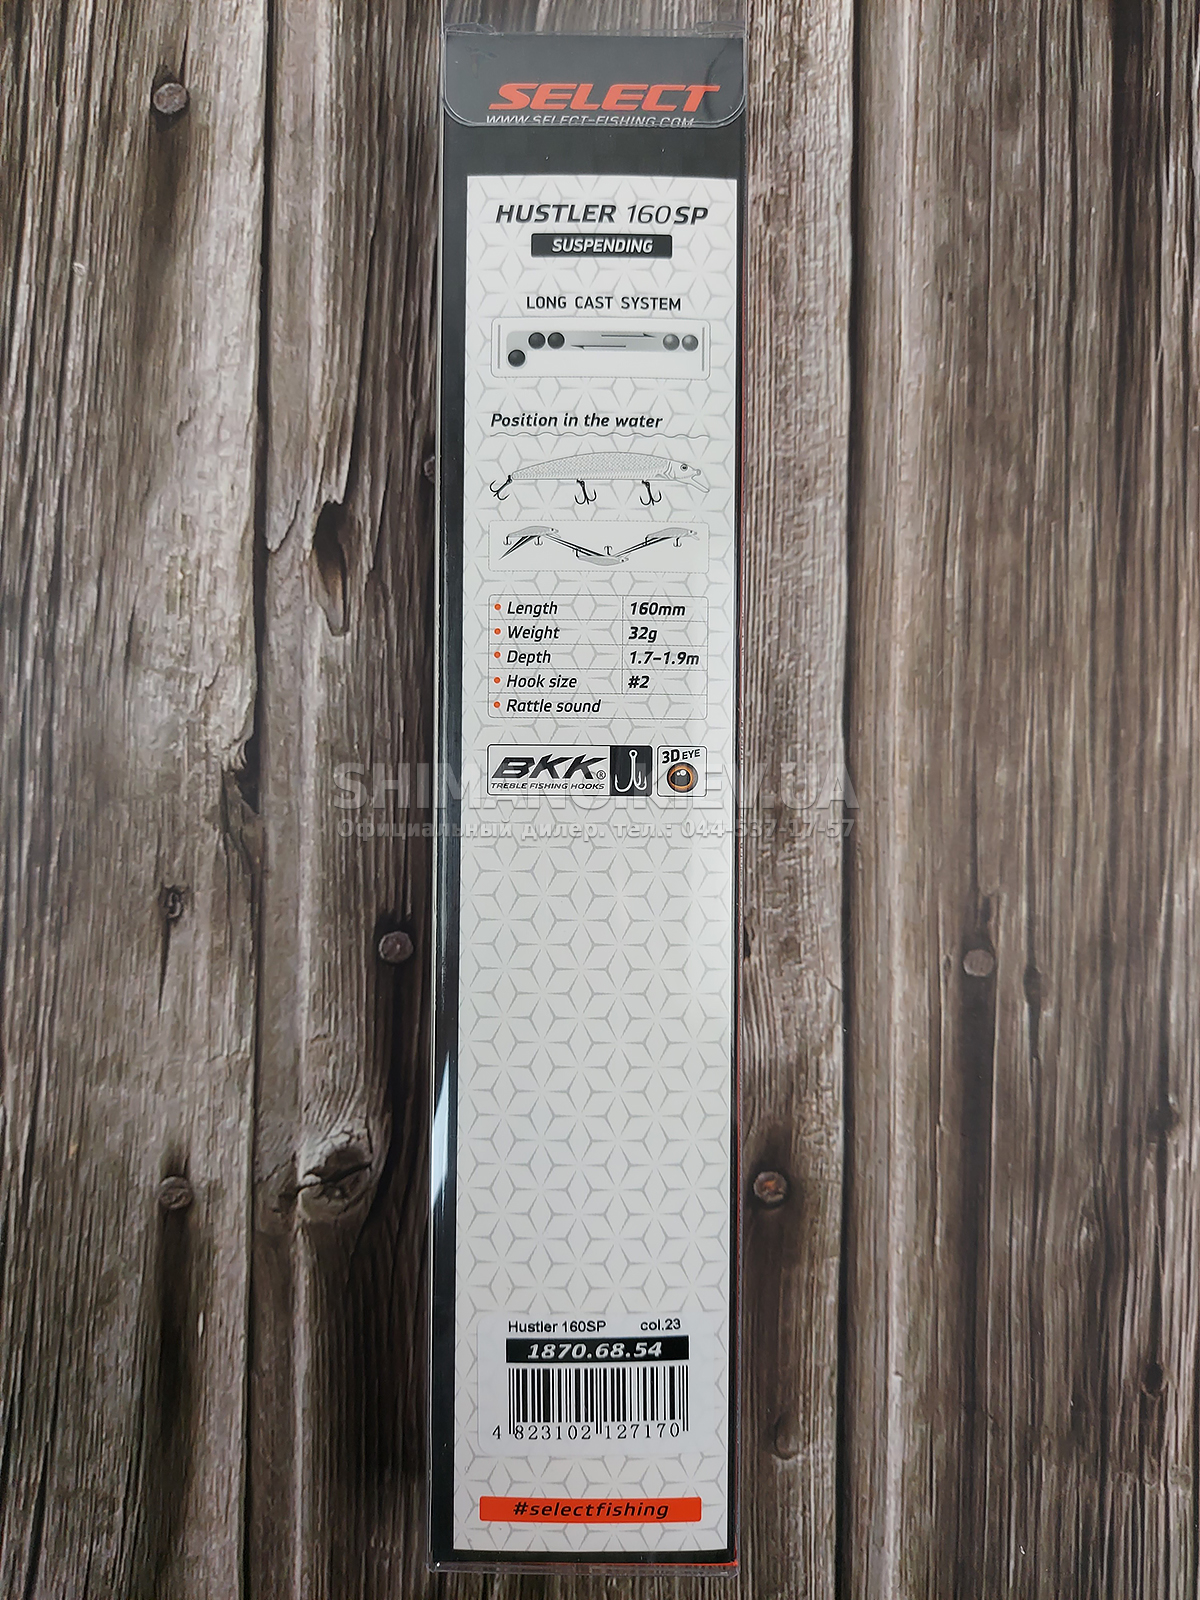 SELECT
WWW.SELECT-FISHING.COM
HUSTLER 160SP
SUSPENDING
LONG CAST SYSTEM
Position in the water
Length 160mm
Weight 32g
Depth 1.7–1.9m
Hook size #2
Rattle sound
BKK®
TREBLE FISHING HOOKS
3D EYE
SHIMANO.KIEV.UA
Официальный дилер. тел.: 044-537-17-57
Hustler 160SP col.23
1870.68.54
4 823102 127170
#selectfishing